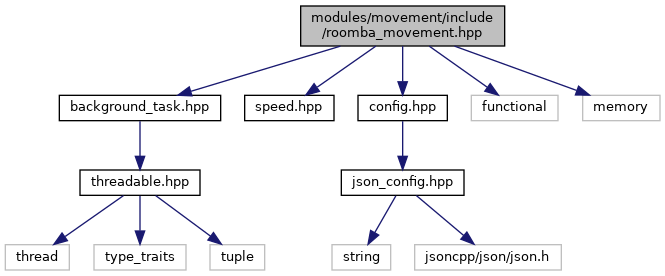 modules/movement/include
/roomba_movement.hpp
background_task.hpp
speed.hpp
config.hpp
functional
memory
threadable.hpp
json_config.hpp
thread
type_traits
tuple
string
jsoncpp/json/json.h